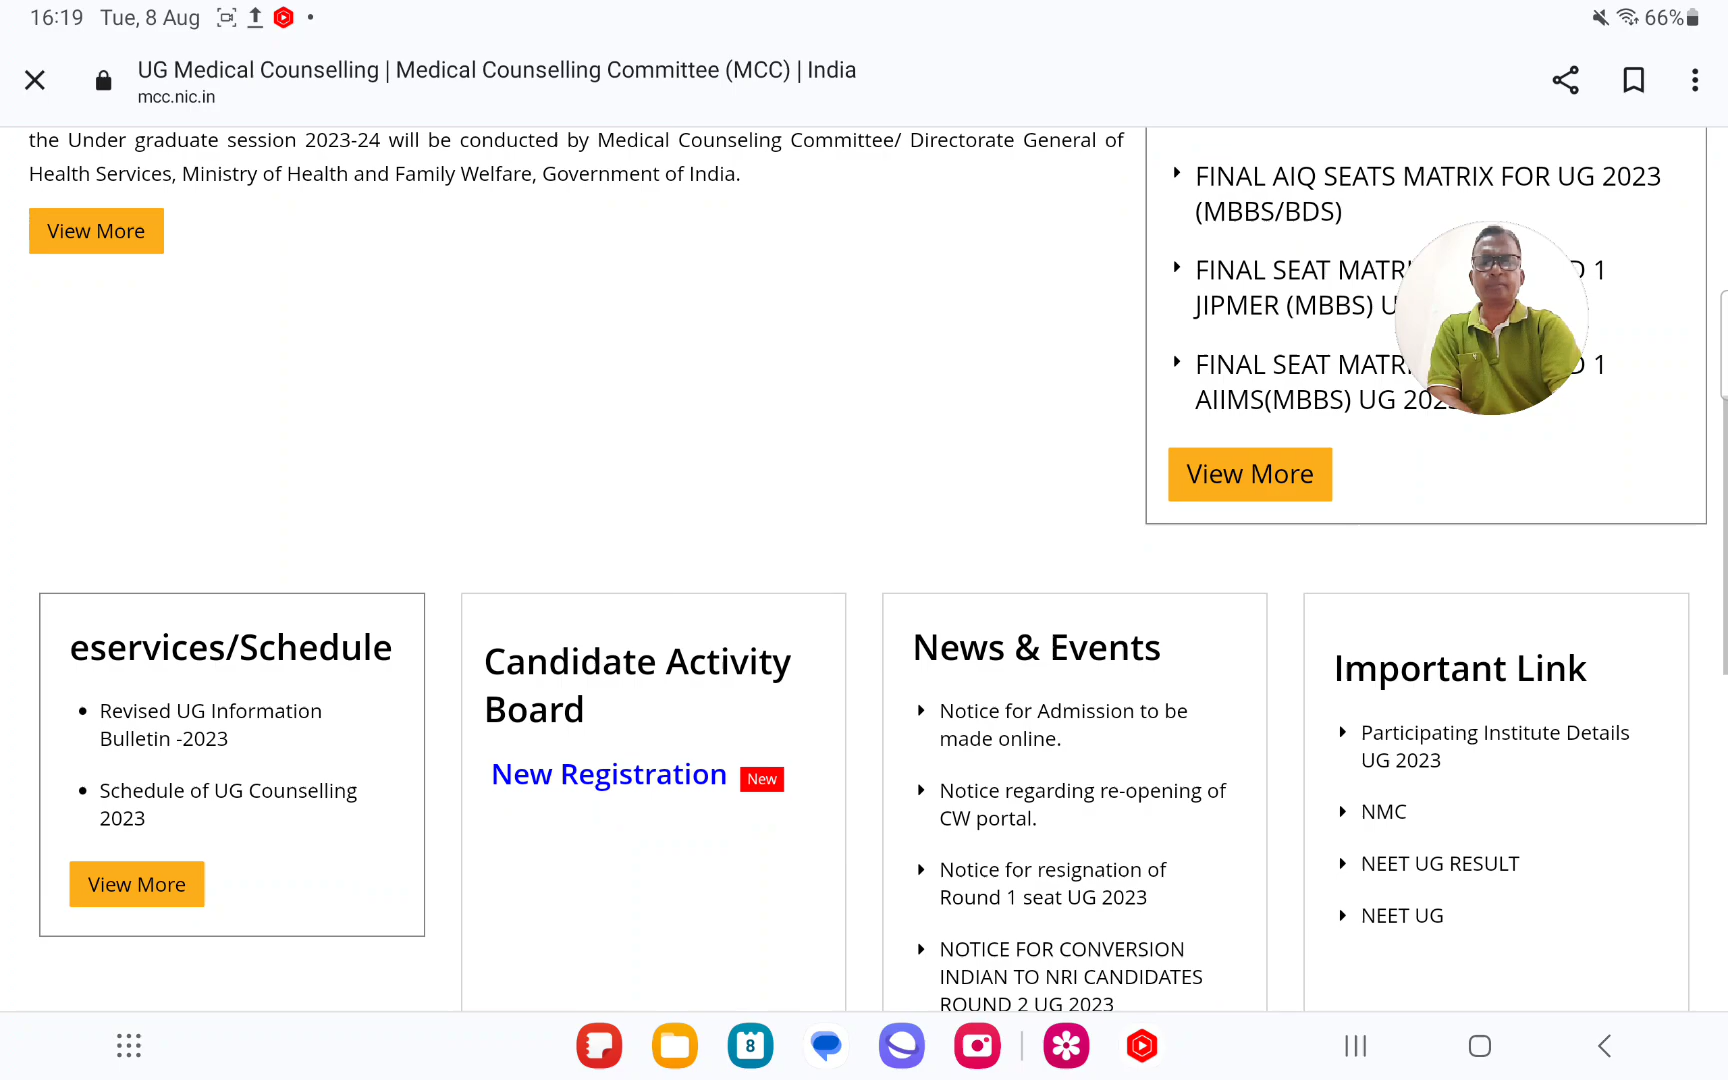 16:19 Tue, 8 Aug
66%
UG Medical Counselling | Medical Counselling Committee (MCC) | India
mcc.nic.in
the Under graduate session 2023-24 will be conducted by Medical Counseling Committee/ Directorate General of
Health Services, Ministry of Health and Family Welfare, Government of India.
View More
FINAL AIQ SEATS MATRIX FOR UG 2023
(MBBS/BDS)
FINAL SEAT MATR D 1
JIPMER (MBBS) U
FINAL SEAT MATR D 1
AIIMS(MBBS) UG 202
View More
eservices/Schedule
Revised UG Information
Bulletin -2023
Schedule of UG Counselling
2023
View More
Candidate Activity
Board
New Registration New
News & Events
Notice for Admission to be
made online.
Notice regarding re-opening of
CW portal.
Notice for resignation of
Round 1 seat UG 2023
NOTICE FOR CONVERSION
INDIAN TO NRI CANDIDATES
ROUND 2 UG 2023
Important Link
Participating Institute Details
UG 2023
NMC
NEET UG RESULT
NEET UG
8